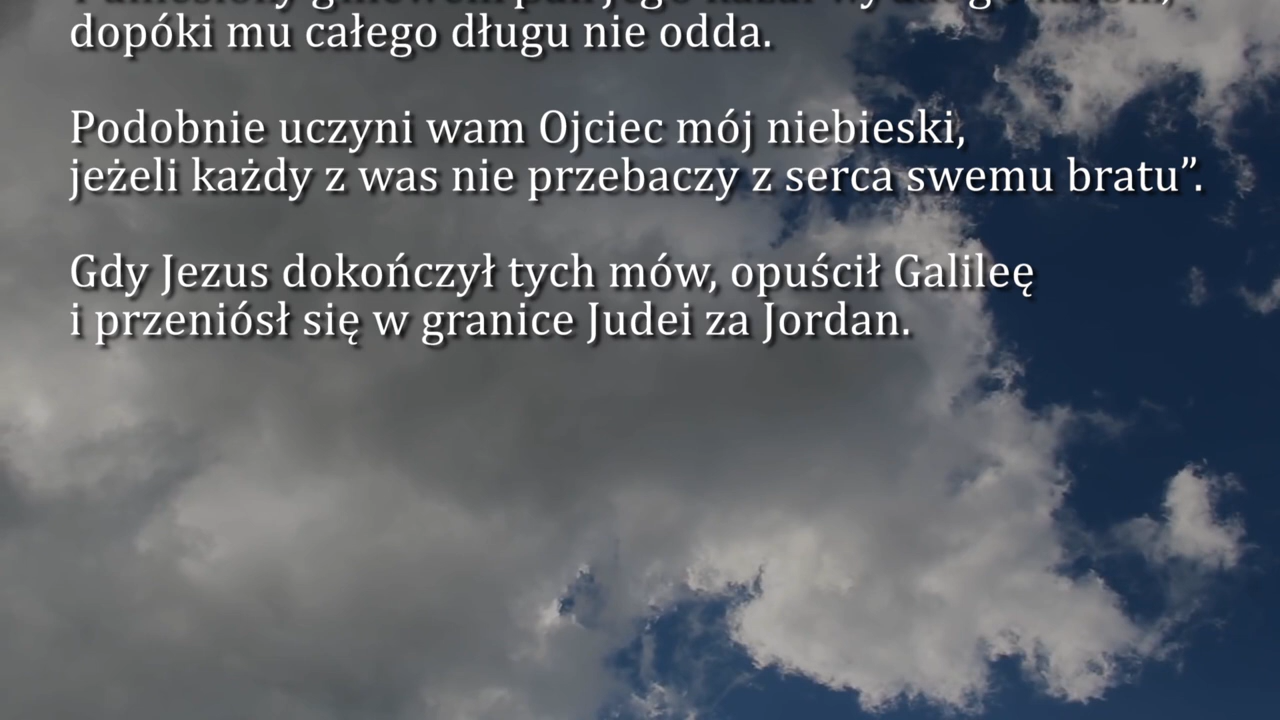 dopóki mu całego długu nie odda.
Podobnie uczyni wam Ojciec mój niebieski,
jeżeli każdy z was nie przebaczy z serca swemu bratu”.
Gdy Jezus dokończył tych mów, opuścił Galileę
i przeniósł się w granice Judei za Jordan.